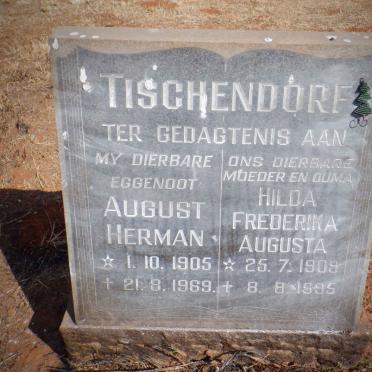 TISCHENDORF
TER GEDAGTENIS AAN
MY DIERBARE
EGGENOOT
AUGUST
HERMAN
☆ 1. 10. 1905
† 21. 8. 1969.
ONS DIERBARE
MOEDER EN OUMA
HILDA
FREDERIKA
AUGUSTA
☆ 25. 7. 1909
† 8. 8. 1995